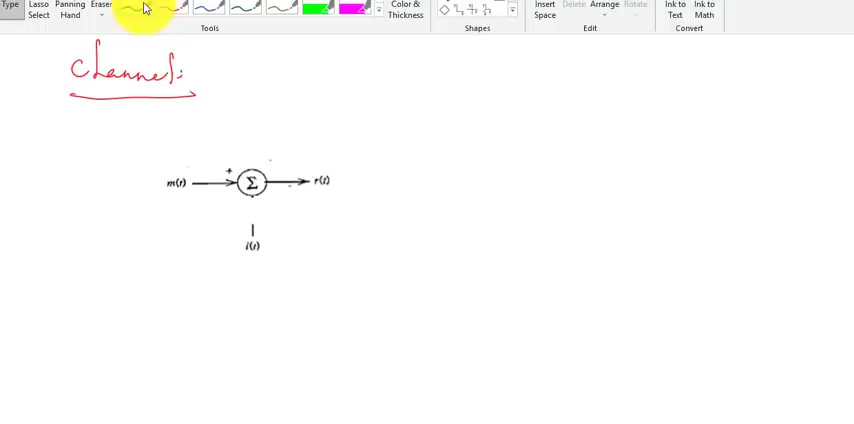 Type Lasso Select Panning Hand Eraser Color & Thickness Insert Space Delete Arrange Rotate Ink to Text Ink to Math
Tools Shapes Edit Convert
Channel:
+
m(t) Σ r(t)
i(t)